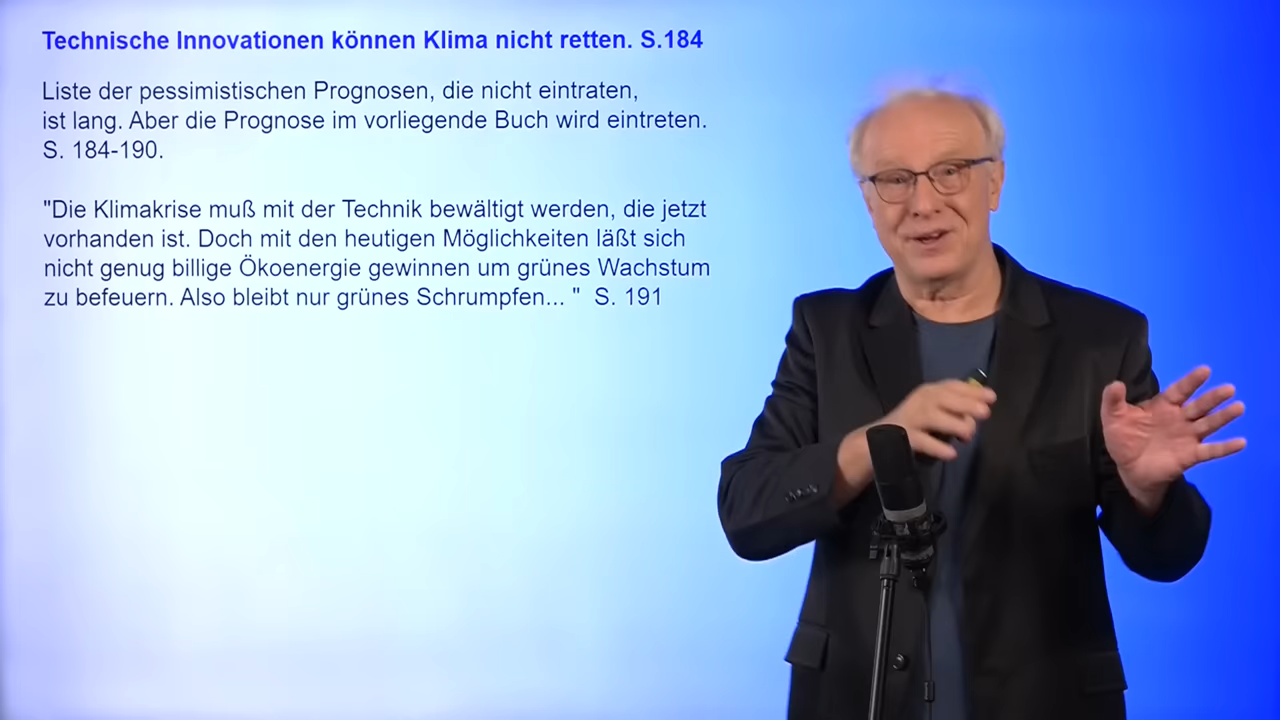 Technische Innovationen können Klima nicht retten. S.184
Liste der pessimistischen Prognosen, die nicht eintraten,
ist lang. Aber die Prognose im vorliegende Buch wird eintreten.
S. 184-190.
"Die Klimakrise muß mit der Technik bewältigt werden, die jetzt
vorhanden ist. Doch mit den heutigen Möglichkeiten läßt sich
nicht genug billige Ökoenergie gewinnen um grünes Wachstum
zu befeuern. Also bleibt nur grünes Schrumpfen... "  S. 191